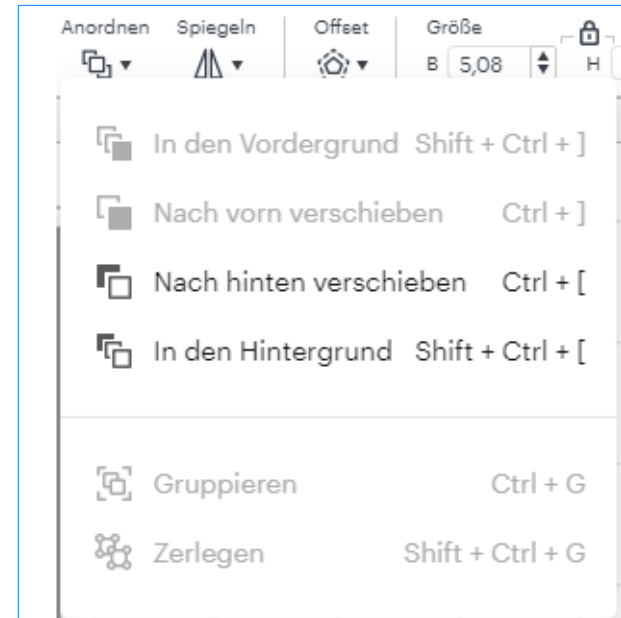 Anordnen Spiegeln Offset Größe
B 5,08 H
In den Vordergrund Shift + Ctrl + ]
Nach vorn verschieben Ctrl + ]
Nach hinten verschieben Ctrl + [
In den Hintergrund Shift + Ctrl + [
Gruppieren Ctrl + G
Zerlegen Shift + Ctrl + G